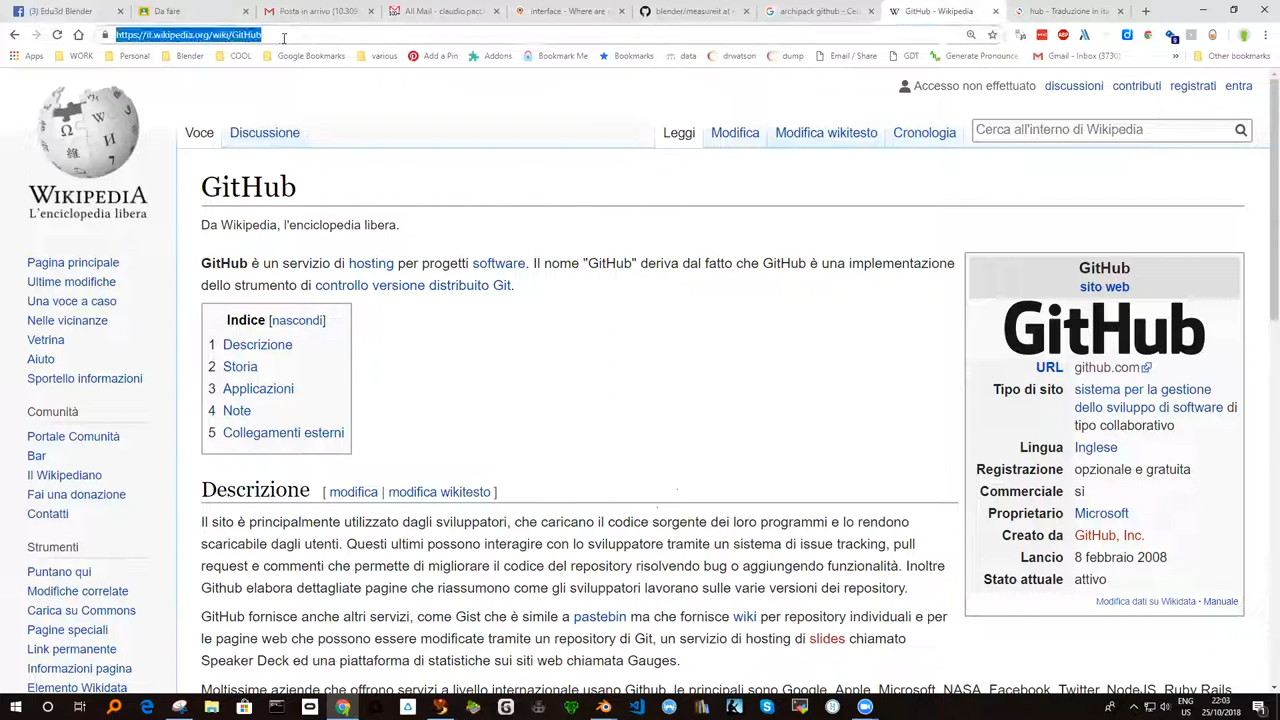 (3) Edu3d Blender
Da fare
Posta in arrivo (10.309
All Mail - claudio.pacc
interface - Where are
blender/measureit at
archipack github - Cer
GitHub - Wikipedia
hub - Traduzione in ita
https://it.wikipedia.org/wiki/GitHub
Apps
WORK
Personal
Blender
COOL
Google.Bookmarks
various
Add a Pin
Addons
Bookmark Me
Bookmarks
data
drwatson
dump
Email / Share
GDT
Generate Pronounce
Gmail - Inbox (3730)
»
Other bookmarks
Accesso non effettuato discussioni contributi registrati entra
Voce Discussione Leggi Modifica Modifica wikitesto Cronologia
Cerca all'interno di Wikipedia
WIKIPEDIA
L'enciclopedia libera
Pagina principale
Ultime modifiche
Una voce a caso
Nelle vicinanze
Vetrina
Aiuto
Sportello informazioni
Comunità
Portale Comunità
Bar
Il Wikipediano
Fai una donazione
Contatti
Strumenti
Puntano qui
Modifiche correlate
Carica su Commons
Pagine speciali
Link permanente
Informazioni pagina
Elemento Wikidata
GitHub
Da Wikipedia, l'enciclopedia libera.
GitHub è un servizio di hosting per progetti software. Il nome "GitHub" deriva dal fatto che GitHub è una implementazione
dello strumento di controllo versione distribuito Git.
Indice [nascondi]
1 Descrizione
2 Storia
3 Applicazioni
4 Note
5 Collegamenti esterni
Descrizione [ modifica | modifica wikitesto ]
Il sito è principalmente utilizzato dagli sviluppatori, che caricano il codice sorgente dei loro programmi e lo rendono
scaricabile dagli utenti. Questi ultimi possono interagire con lo sviluppatore tramite un sistema di issue tracking, pull
request e commenti che permette di migliorare il codice del repository risolvendo bug o aggiungendo funzionalità. Inoltre
Github elabora dettagliate pagine che riassumono come gli sviluppatori lavorano sulle varie versioni dei repository.
GitHub fornisce anche altri servizi, come Gist che è simile a pastebin ma che fornisce wiki per repository individuali e per
le pagine web che possono essere modificate tramite un repository di Git, un servizio di hosting di slides chiamato
Speaker Deck ed una piattaforma di statistiche sui siti web chiamata Gauges.
Moltissime aziende che offrono servizi a livello internazionale usano Github, le principali sono Google, Apple, Microsoft, NASA, Facebook, Twitter, NodeJS, Ruby Rails
GitHub
sito web
GitHub
URL github.com
Tipo di sito sistema per la gestione
dello sviluppo di software di
tipo collaborativo
Lingua Inglese
Registrazione opzionale e gratuita
Commerciale sì
Proprietario Microsoft
Creato da GitHub, Inc.
Lancio 8 febbraio 2008
Stato attuale attivo
Modifica dati su Wikidata · Manuale
ENG
US
22:03
25/10/2018